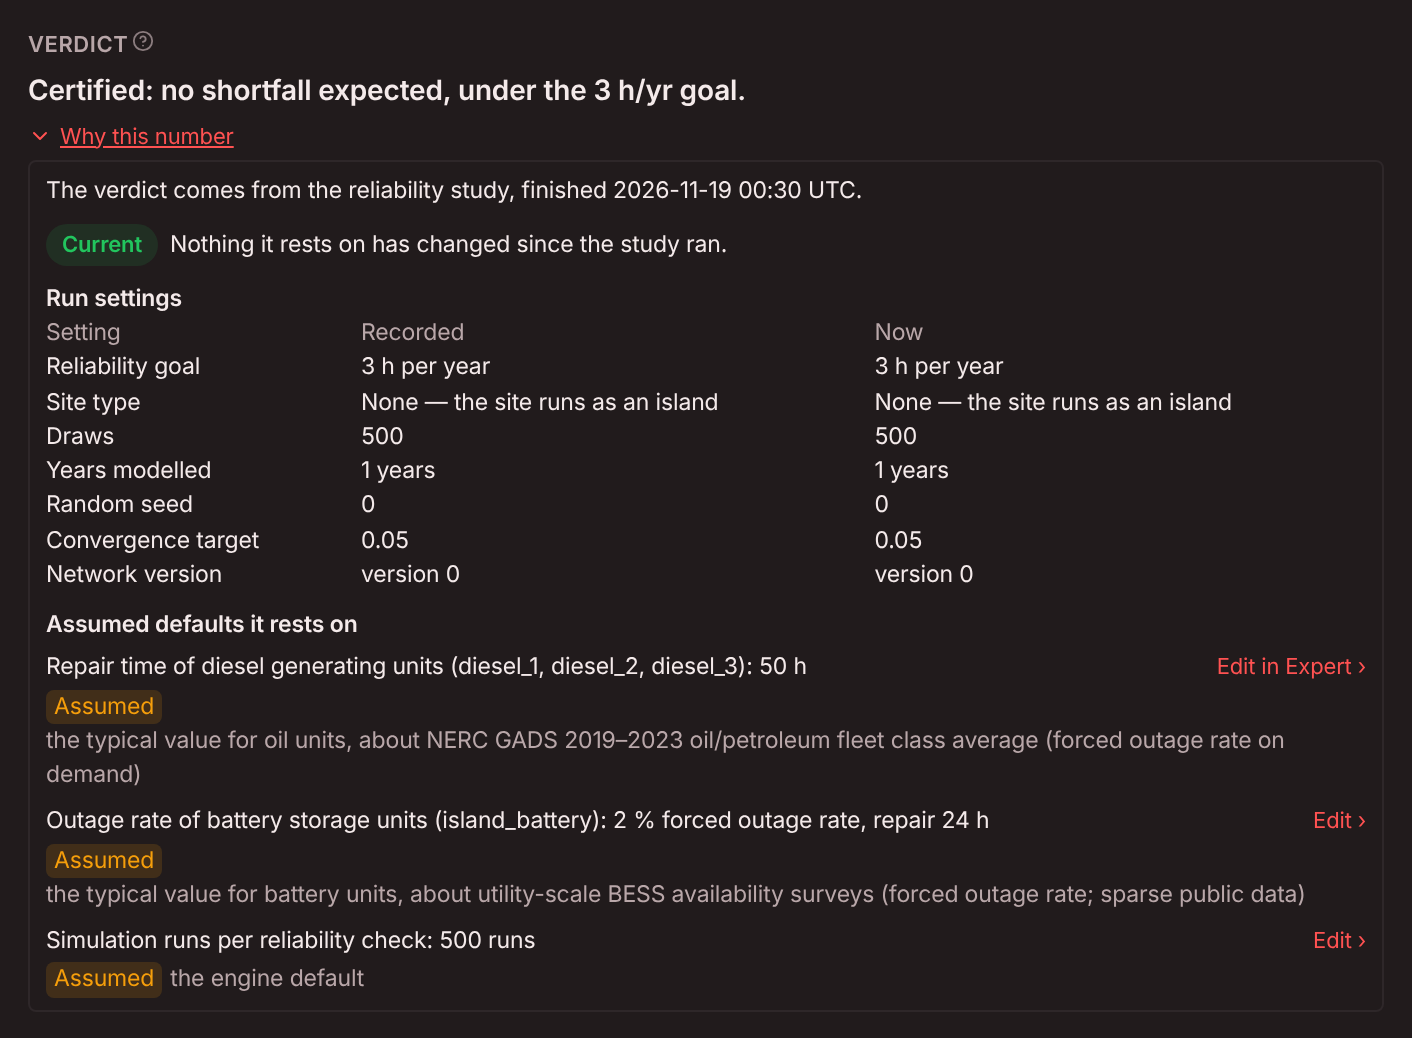 VERDICT ?
Certified: no shortfall expected, under the 3 h/yr goal.
Why this number
The verdict comes from the reliability study, finished 2026-11-19 00:30 UTC.
Current Nothing it rests on has changed since the study ran.
Run settings
Setting Recorded Now
Reliability goal 3 h per year 3 h per year
Site type None — the site runs as an island None — the site runs as an island
Draws 500 500
Years modelled 1 years 1 years
Random seed 0 0
Convergence target 0.05 0.05
Network version version 0 version 0
Assumed defaults it rests on
Repair time of diesel generating units (diesel_1, diesel_2, diesel_3): 50 h Edit in Expert ›
Assumed
the typical value for oil units, about NERC GADS 2019–2023 oil/petroleum fleet class average (forced outage rate on
demand)
Outage rate of battery storage units (island_battery): 2 % forced outage rate, repair 24 h Edit ›
Assumed
the typical value for battery units, about utility-scale BESS availability surveys (forced outage rate; sparse public data)
Simulation runs per reliability check: 500 runs Edit ›
Assumed the engine default